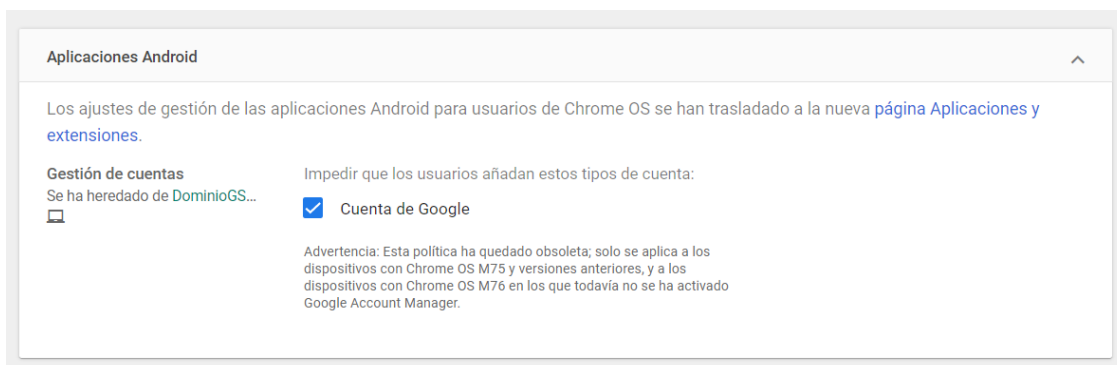 Aplicaciones Android
Los ajustes de gestión de las aplicaciones Android para usuarios de Chrome OS se han trasladado a la nueva página Aplicaciones y
extensiones.
Gestión de cuentas
Se ha heredado de DominioGS...
Impedir que los usuarios añadan estos tipos de cuenta:
Cuenta de Google
Advertencia: Esta política ha quedado obsoleta; solo se aplica a los
dispositivos con Chrome OS M75 y versiones anteriores, y a los
dispositivos con Chrome OS M76 en los que todavía no se ha activado
Google Account Manager.